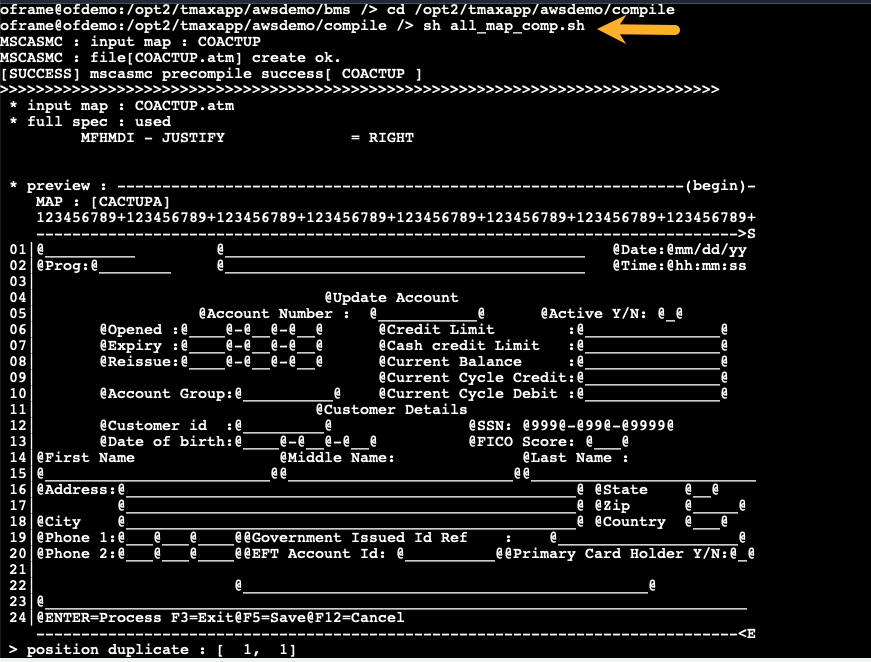 oframe@ofdemo:/opt2/tmaxapp/awsdemo/bms /> cd /opt2/tmaxapp/awsdemo/compile
oframe@ofdemo:/opt2/tmaxapp/awsdemo/compile /> sh all_map_comp.sh
MSCASMC : input map : COACTUP
MSCASMC : file[COACTUP.atm] create ok.
[SUCCESS] mscasmc precompile success[ COACTUP ]
>>>>>>>>>>>>>>>>>>>>>>>>>>>>>>>>>>>>>>>>>>>>>>>>>>>>>>>>>>>>>>>>>>>>>>>>>>>>>>>>
 * input map : COACTUP.atm
 * full spec : used
         MFHMDI - JUSTIFY              = RIGHT
 * preview : ---------------------------------------------------------------(begin)-
    MAP : [CACTUPA]
    123456789+123456789+123456789+123456789+123456789+123456789+123456789+123456789+
    ------------------------------------------------------------------------------>S
 01|@__________         @________________________________________   @Date:@mm/dd/yy
 02|@Prog:@________     @________________________________________   @Time:@hh:mm:ss
 03|
 04|                                @Update Account
 05|                  @Account Number :  @___________@      @Active Y/N: @_@
 06|       @Opened :@____@-@__@-@__@      @Credit Limit        :@_______________@
 07|       @Expiry :@____@-@__@-@__@      @Cash credit Limit   :@_______________@
 08|       @Reissue:@____@-@__@-@__@      @Current Balance     :@_______________@
 09|                                      @Current Cycle Credit:@_______________@
 10|       @Account Group:@__________@    @Current Cycle Debit :@_______________@
 11|                               @Customer Details
 12|       @Customer id  :@_________@                @SSN: @999@-@99@-@9999@
 13|       @Date of birth:@____@-@__@-@__@          @FICO Score: @___@
 14|@First Name                @Middle Name:              @Last Name :
 15|@_________________________@@_________________________@@_________________________
 16|@Address:@__________________________________________________@ @State    @__@
 17|         @__________________________________________________@ @Zip      @_____@
 18|@City    @__________________________________________________@ @Country  @___@
 19|@Phone 1:@___@___@____@@Government Issued Id Ref    :    @____________________@
 20|@Phone 2:@___@___@____@@EFT Account Id: @__________@@Primary Card Holder Y/N:@_@
 21|
 22|                      @_____________________________________________@
 23|@______________________________________________________________________________
 24|@ENTER=Process F3=Exit@F5=Save@F12=Cancel
    ------------------------------------------------------------------------------<E
 > position duplicate : [  1,  1]